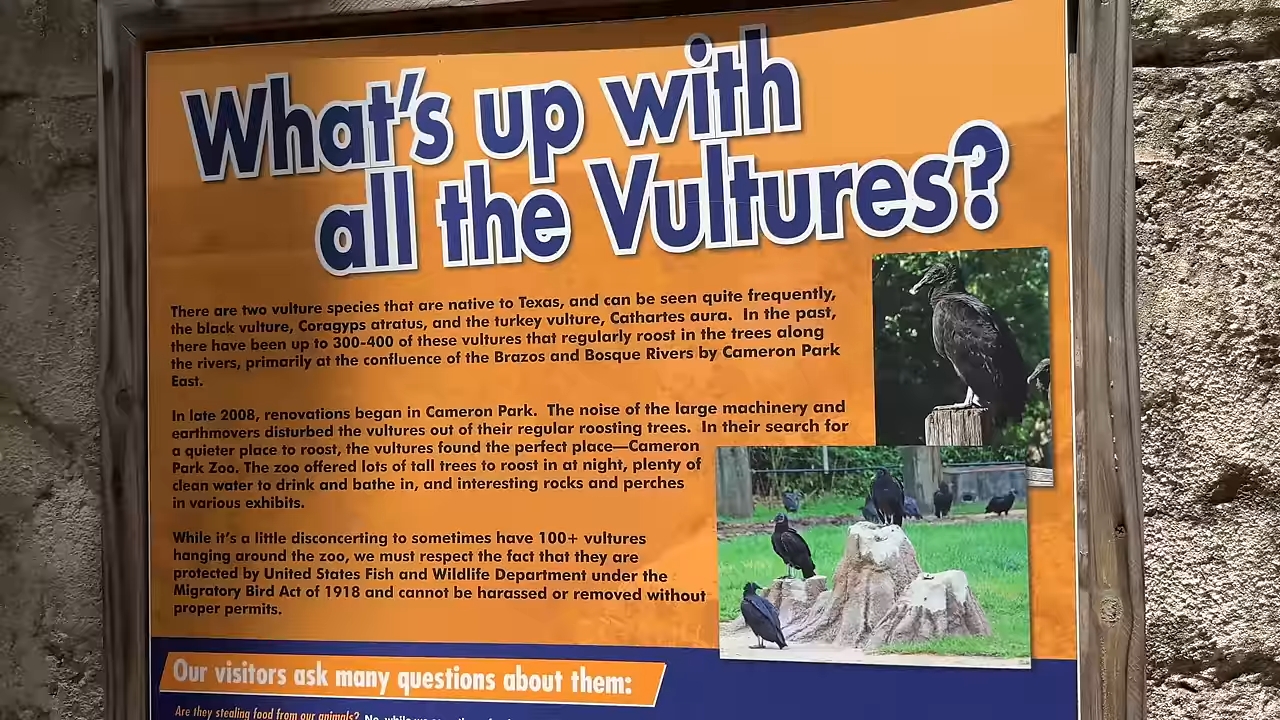 What's up with
all the Vultures?
There are two vulture species that are native to Texas, and can be seen quite frequently,
the black vulture, Coragyps atratus, and the turkey vulture, Cathartes aura.  In the past,
there have been up to 300-400 of these vultures that regularly roost in the trees along
the rivers, primarily at the confluence of the Brazos and Bosque Rivers by Cameron Park
East.
In late 2008, renovations began in Cameron Park.  The noise of the large machinery and
earthmovers disturbed the vultures out of their regular roosting trees.  In their search for
a quieter place to roost, the vultures found the perfect place—Cameron
Park Zoo. The zoo offered lots of tall trees to roost in at night, plenty of
clean water to drink and bathe in, and interesting rocks and perches
in various exhibits.
While it's a little disconcerting to sometimes have 100+ vultures
hanging around the zoo, we must respect the fact that they are
protected by United States Fish and Wildlife Department under the
Migratory Bird Act of 1918 and cannot be harassed or removed without
proper permits.
Our visitors ask many questions about them:
Are they stealing food from our animals? No, while we